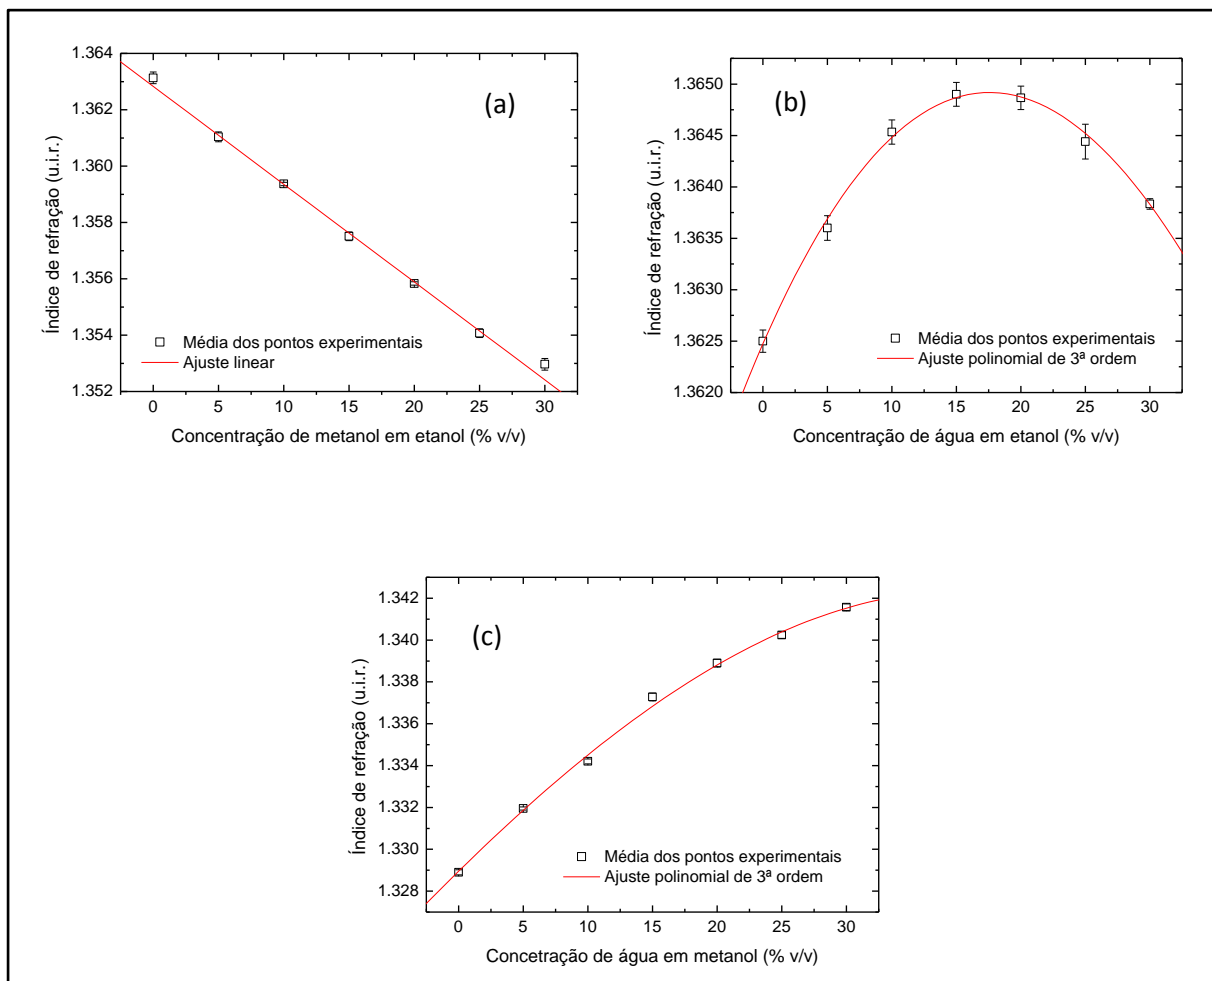 1.364
1.362
1.360
1.358
1.356
1.354
1.352
Índice de refração (u.i.r.)
(a)
Média dos pontos experimentais
Ajuste linear
0 5 10 15 20 25 30
Concentração de metanol em etanol (% v/v)
1.3650
1.3645
1.3640
1.3635
1.3630
1.3625
1.3620
Índice de refração (u.i.r.)
(b)
Média dos pontos experimentais
Ajuste polinomial de 3ª ordem
0 5 10 15 20 25 30
Concentração de água em etanol (% v/v)
1.342
1.340
1.338
1.336
1.334
1.332
1.330
1.328
Índice de refração (u.i.r.)
(c)
Média dos pontos experimentais
Ajuste polinomial de 3ª ordem
0 5 10 15 20 25 30
Concetração de água em metanol (% v/v)